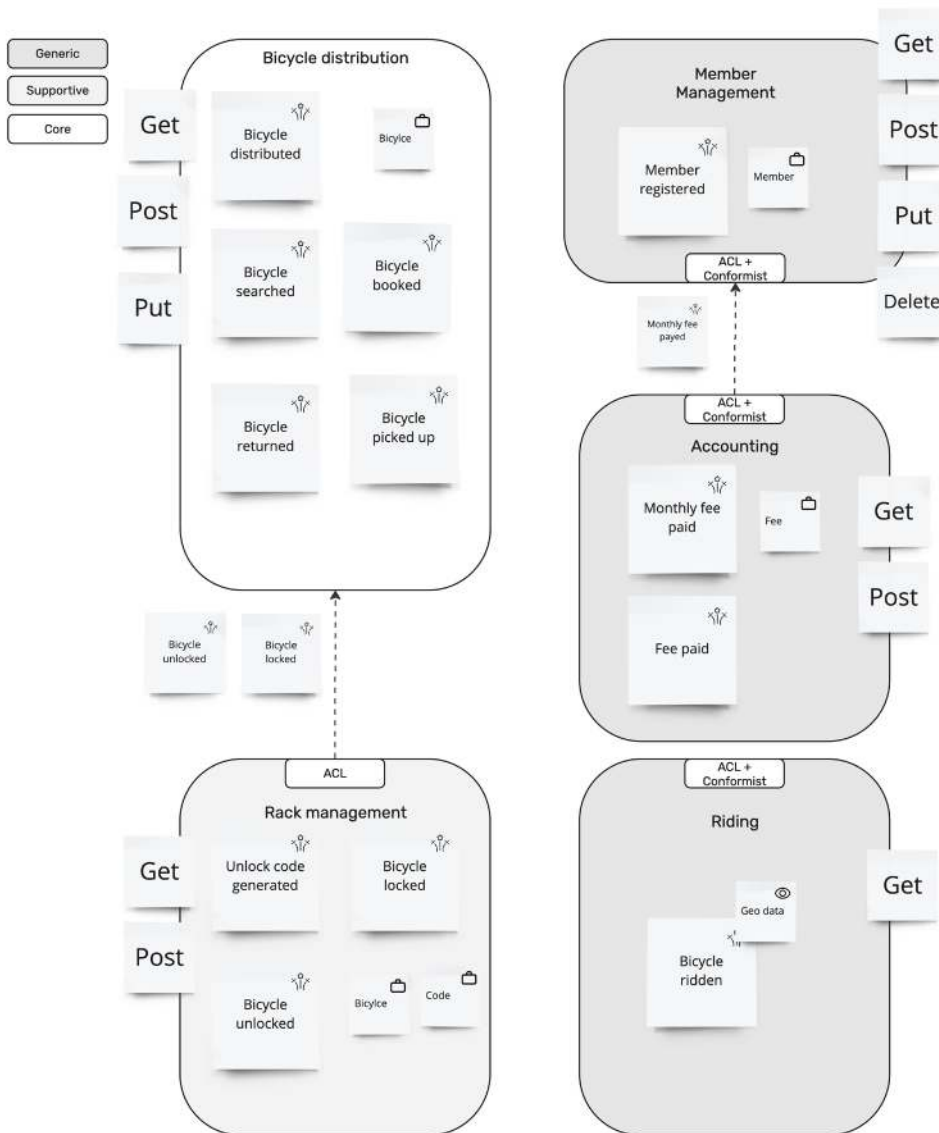 Generic
Supportive
Core
Bicycle distribution
Get
Post
Put
Bicycle
distributed
Bicylce
Bicycle
searched
Bicycle
booked
Bicycle
returned
Bicycle
picked up
Member
Management
Member
registered
Member
Get
Post
Put
Delete
ACL +
Conformist
Monthly fee
payed
ACL +
Conformist
Accounting
Monthly fee
paid
Fee
Fee paid
Get
Post
Bicycle
unlocked
Bicycle
locked
ACL
Rack management
Get
Post
Unlock code
generated
Bicycle
locked
Bicycle
unlocked
Bicylce
Code
ACL +
Conformist
Riding
Get
Geo data
Bicycle
ridden